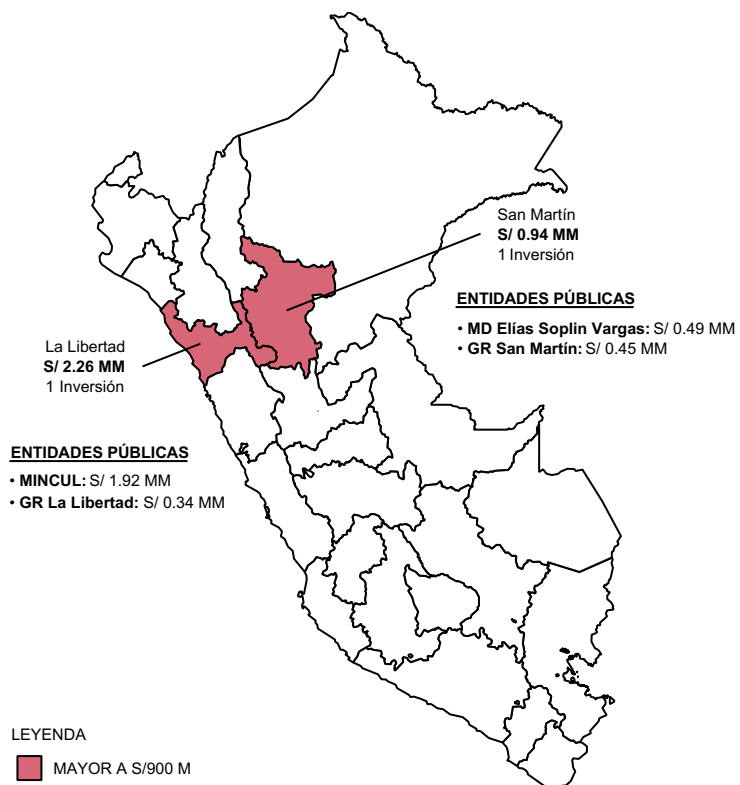 San Martín
S/ 0.94 MM
1 Inversión
ENTIDADES PÚBLICAS
• MD Elías Soplin Vargas: S/ 0.49 MM
• GR San Martín: S/ 0.45 MM
La Libertad
S/ 2.26 MM
1 Inversión
ENTIDADES PÚBLICAS
• MINCUL: S/ 1.92 MM
• GR La Libertad: S/ 0.34 MM
LEYENDA
MAYOR A S/900 M